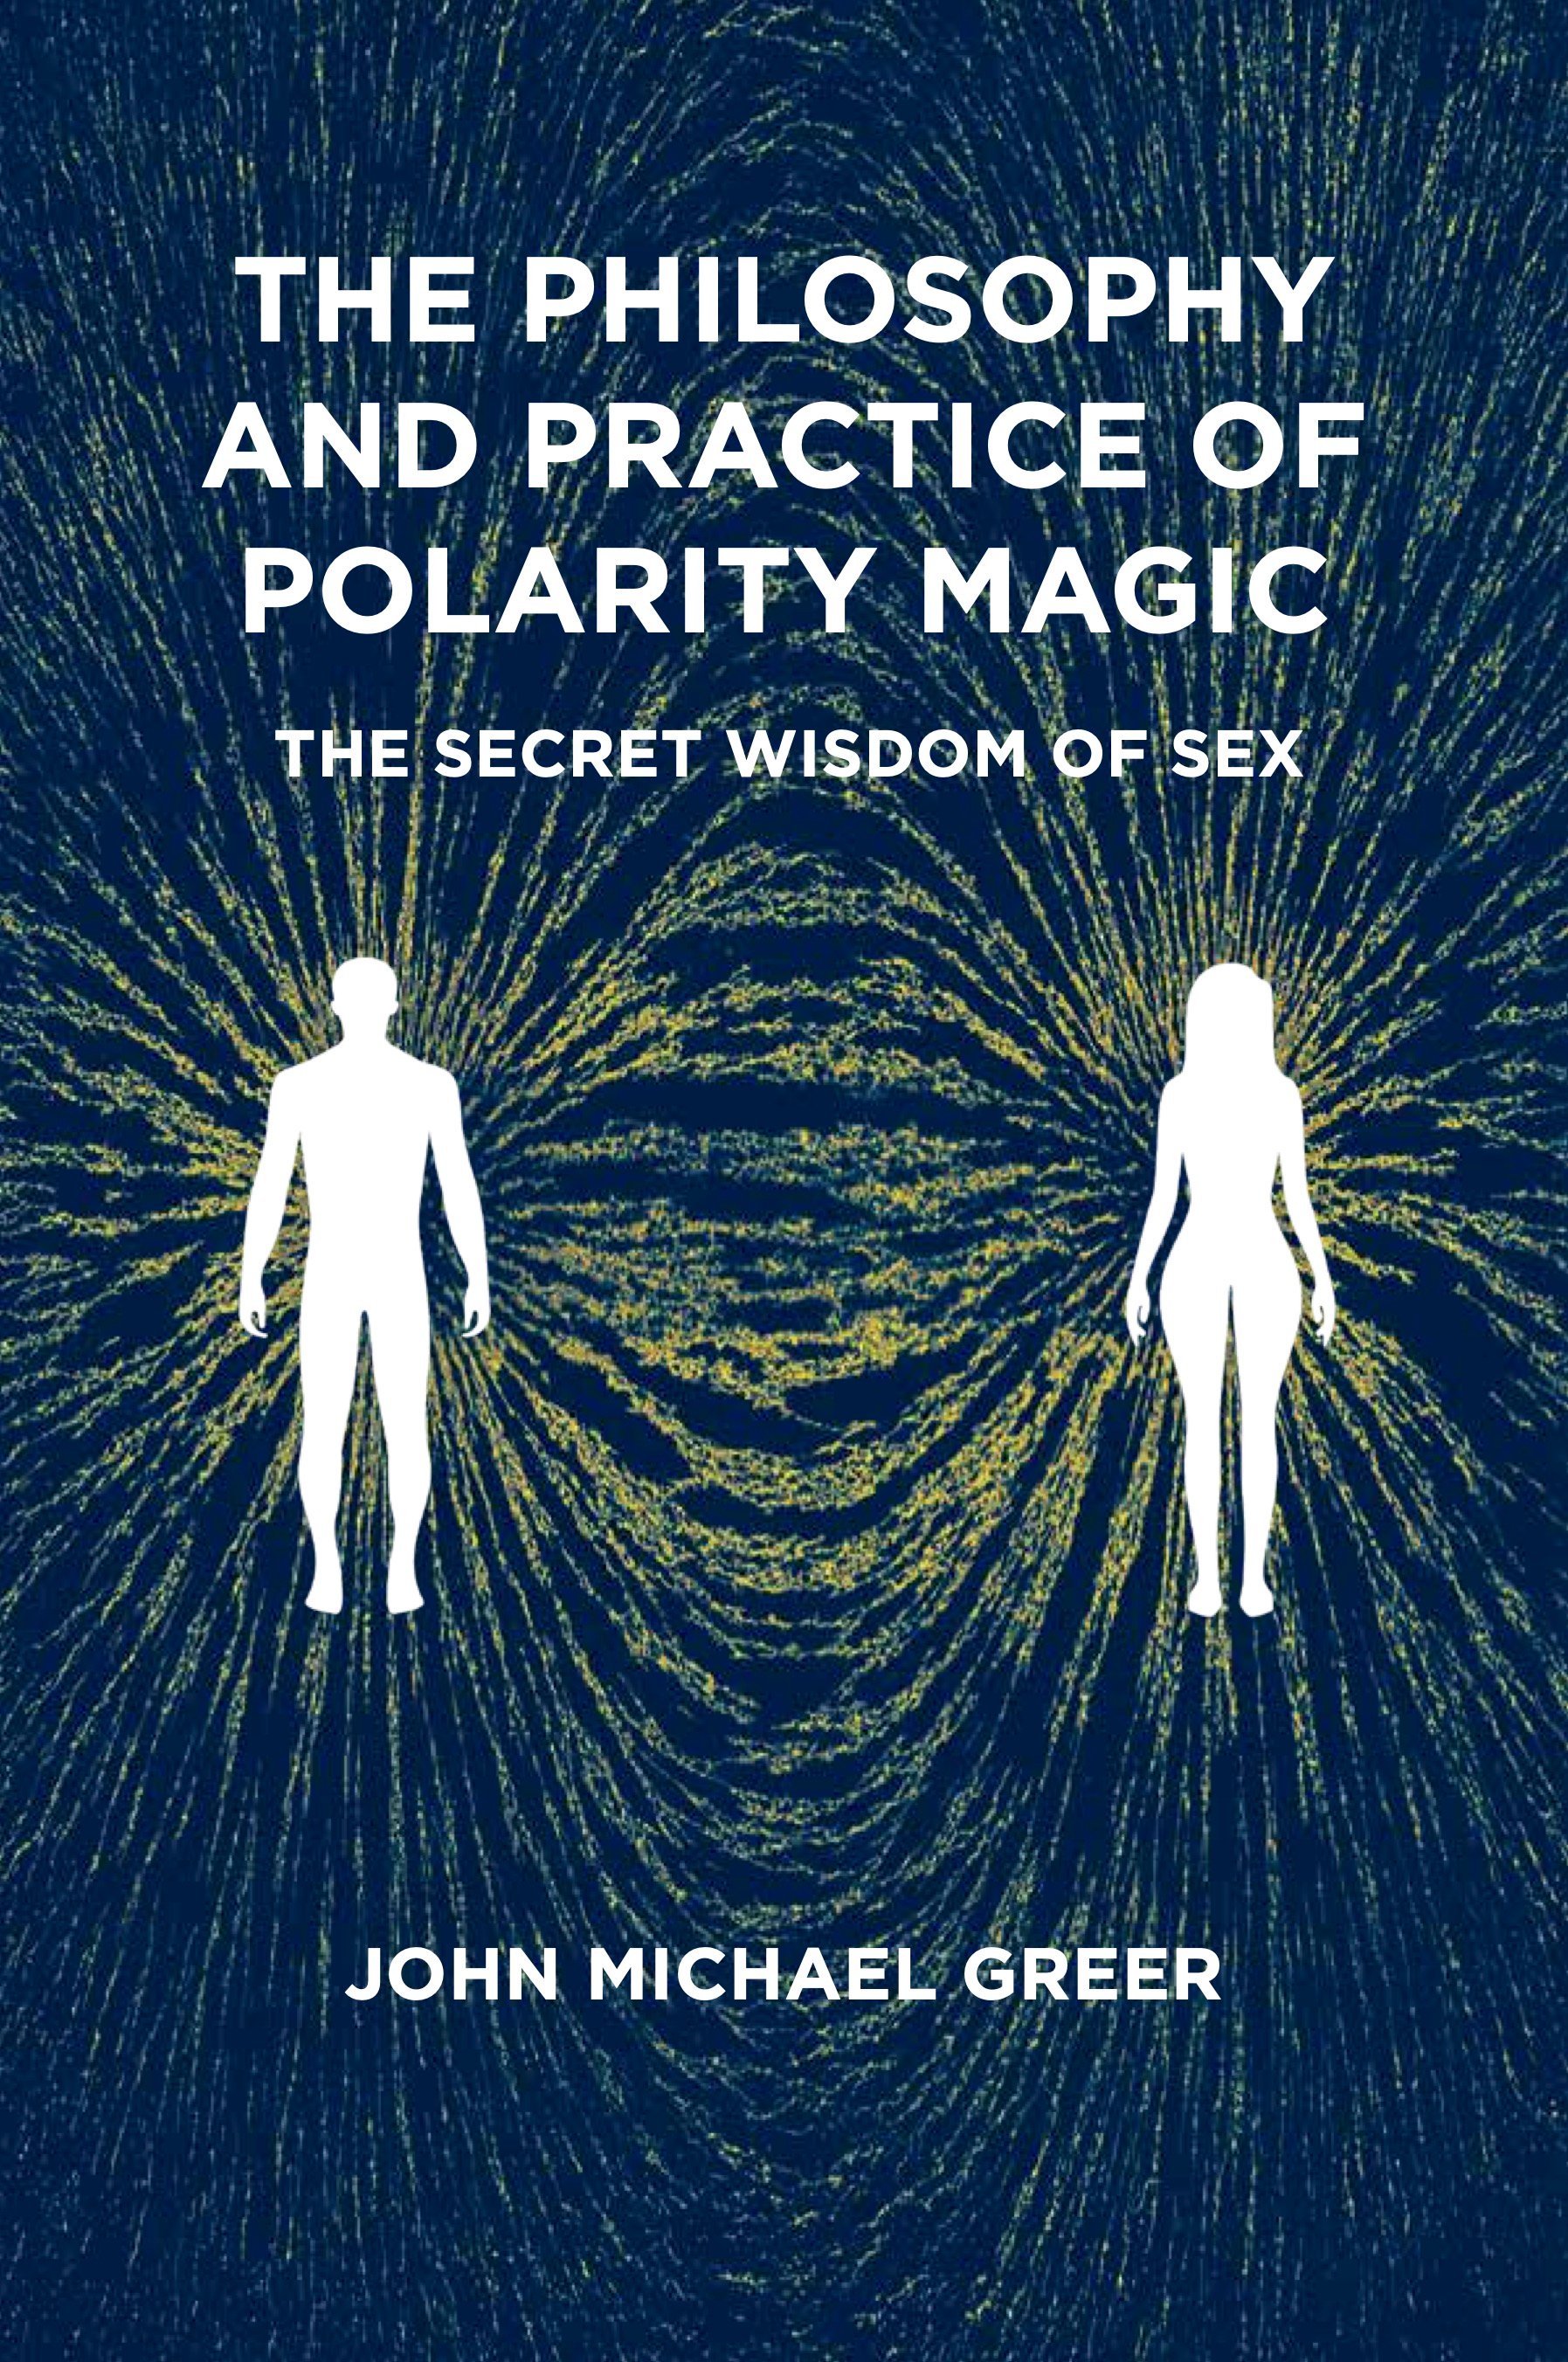 THE PHILOSOPHY
AND PRACTICE OF
POLARITY MAGIC
THE SECRET WISDOM OF SEX
JOHN MICHAEL GREER